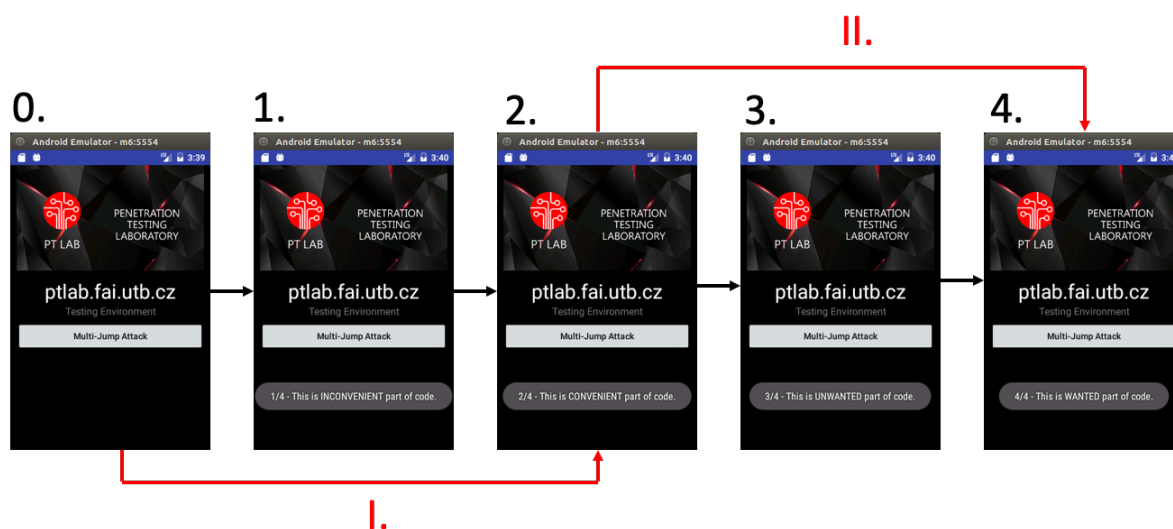 II.
0.
1.
2.
3.
4.
Android Emulator - m6:5554
3:39
PENETRATION
TESTING
LABORATORY
PT LAB
ptlab.fai.utb.cz
Testing Environment
Multi-Jump Attack
Android Emulator - m6:5554
3:40
PENETRATION
TESTING
LABORATORY
PT LAB
ptlab.fai.utb.cz
Testing Environment
Multi-Jump Attack
1/4 - This is INCONVENIENT part of code.
Android Emulator - m6:5554
3:40
PENETRATION
TESTING
LABORATORY
PT LAB
ptlab.fai.utb.cz
Testing Environment
Multi-Jump Attack
2/4 - This is CONVENIENT part of code.
Android Emulator - m6:5554
3:40
PENETRATION
TESTING
LABORATORY
PT LAB
ptlab.fai.utb.cz
Testing Environment
Multi-Jump Attack
3/4 - This is UNWANTED part of code.
Android Emulator - m6:5554
PENETRATION
TESTING
LABORATORY
PT LAB
ptlab.fai.utb.cz
Testing Environment
Multi-Jump Attack
4/4 - This is WANTED part of code.
I.